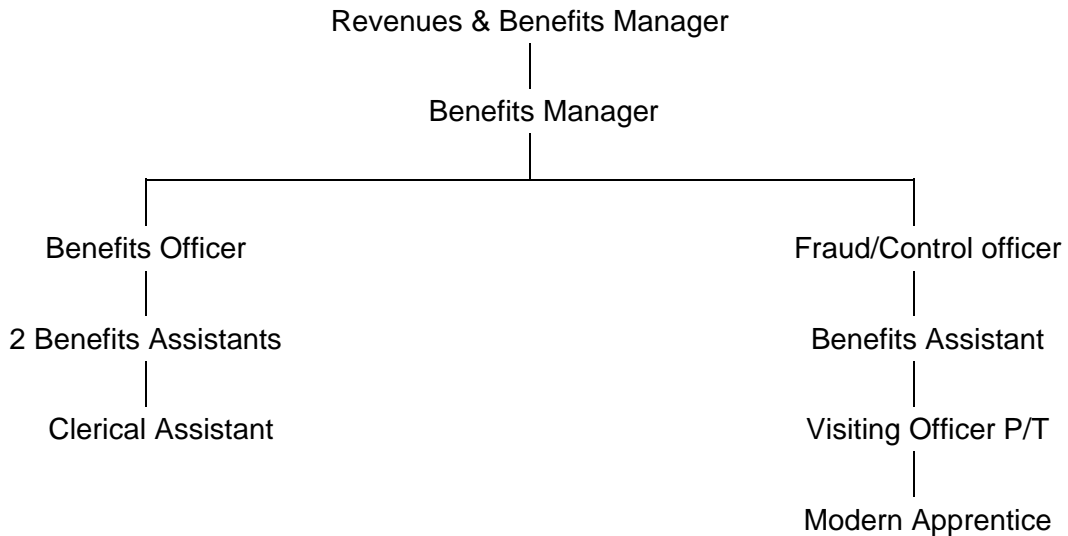 Revenues & Benefits Manager
Benefits Manager
Benefits Officer
Fraud/Control officer
2 Benefits Assistants
Benefits Assistant
Clerical Assistant
Visiting Officer P/T
Modern Apprentice